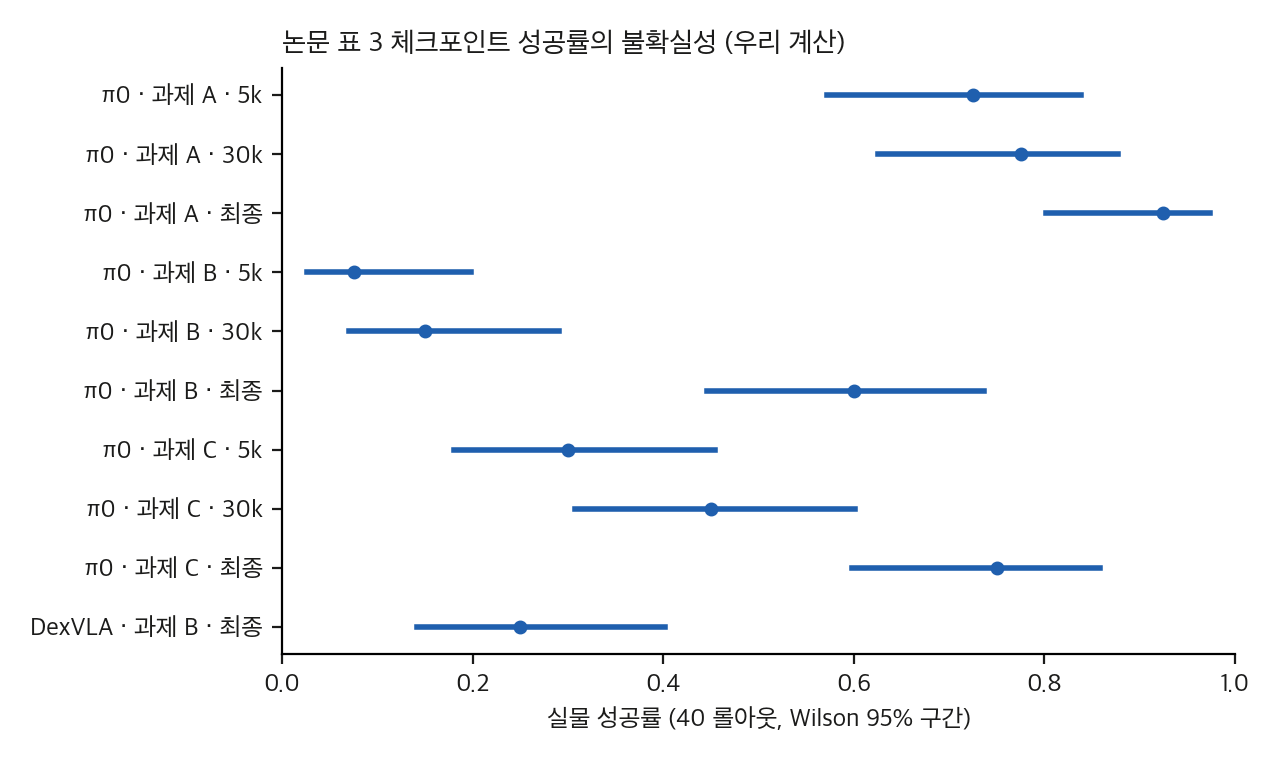 논문 표 3 체크포인트 성공률의 불확실성 (우리 계산)
π0 · 과제 A · 5k
π0 · 과제 A · 30k
π0 · 과제 A · 최종
π0 · 과제 B · 5k
π0 · 과제 B · 30k
π0 · 과제 B · 최종
π0 · 과제 C · 5k
π0 · 과제 C · 30k
π0 · 과제 C · 최종
DexVLA · 과제 B · 최종
0.0 0.2 0.4 0.6 0.8 1.0
실물 성공률 (40 롤아웃, Wilson 95% 구간)